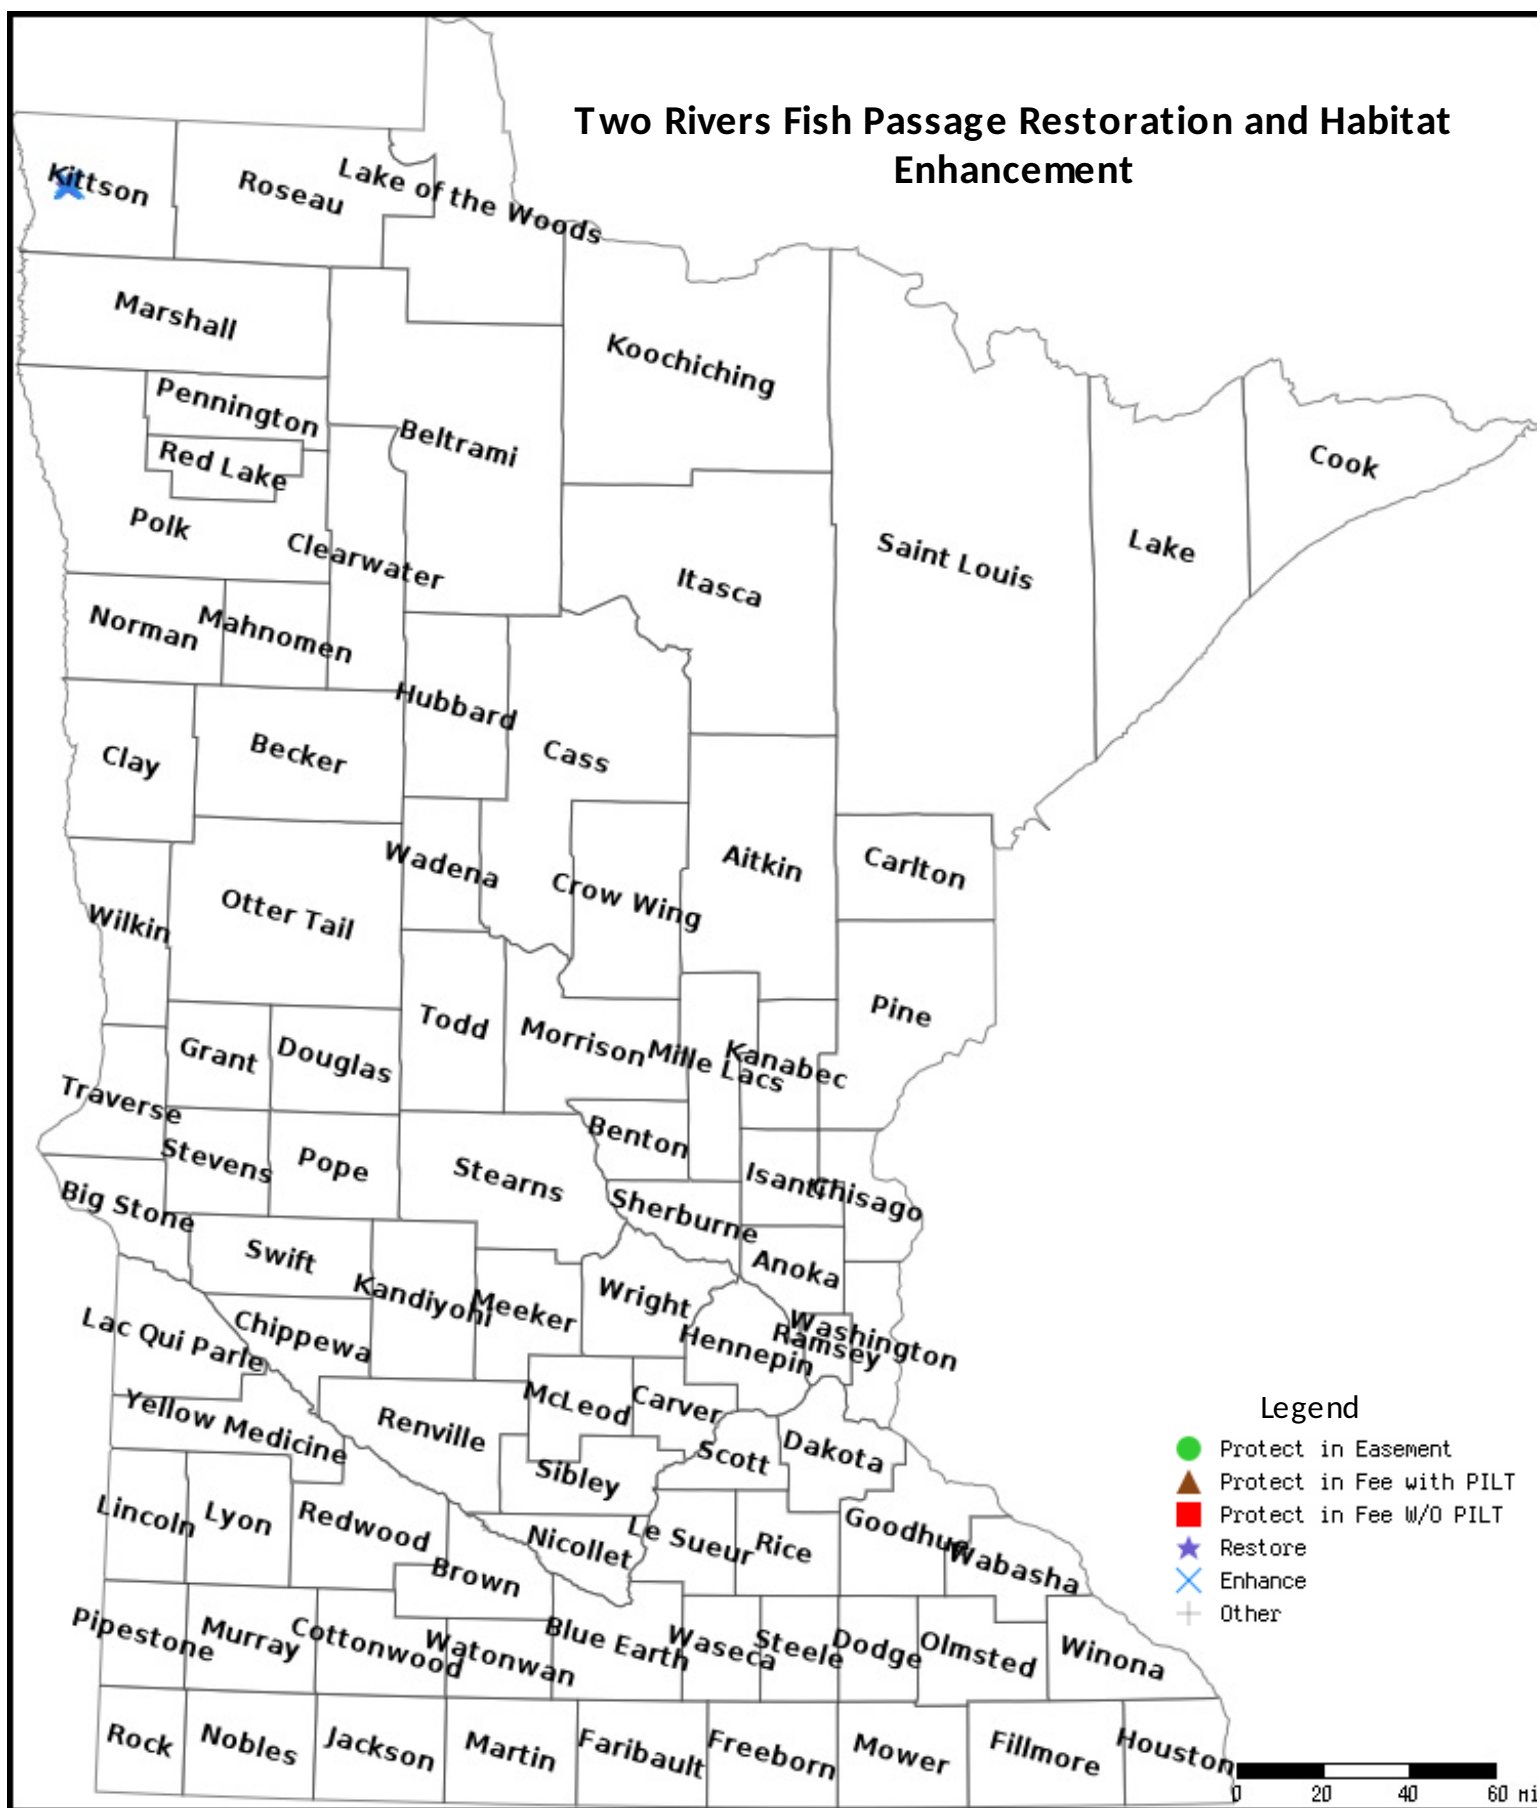 Two Rivers Fish Passage Restoration and Habitat
Enhancement
Kittson
Roseau
Lake of the Woods
Marshall
Koochiching
Pennington
Beltrami
Red Lake
Cook
Polk
Clearwater
Saint Louis
Lake
Itasca
Norman
Mahnomen
Hubbard
Clay
Becker
Cass
Wadena
Aitkin
Carlton
Otter Tail
Crow Wing
Wilkin
Todd
Morrison
Mille Lacs
Kanabec
Pine
Grant
Douglas
Traverse
Stevens
Pope
Stearns
Benton
Isanti
Chisago
Big Stone
Sherburne
Swift
Anoka
Kandiyohi
Meeker
Wright
Lac Qui Parle
Chippewa
Hennepin
Ramsey
Washington
Yellow Medicine
Renville
McLeod
Carver
Scott
Dakota
Sibley
Lincoln
Lyon
Redwood
Nicollet
Le Sueur
Rice
Goodhue
Wabasha
Brown
Pipestone
Murray
Cottonwood
Watonwan
Blue Earth
Waseca
Steele
Dodge
Olmsted
Winona
Rock
Nobles
Jackson
Martin
Faribault
Freeborn
Mower
Fillmore
Houston
Legend
Protect in Easement
Protect in Fee with PILT
Protect in Fee W/O PILT
Restore
Enhance
Other
0 20 40 60 Mi